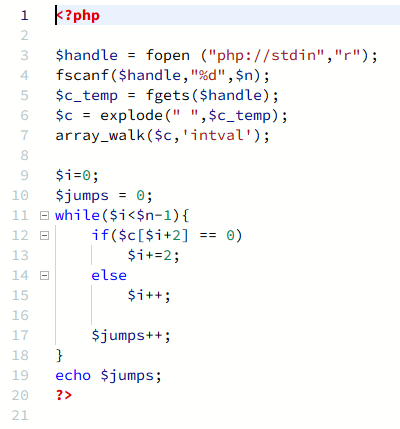 1 <?php
2
3 $handle = fopen ("php://stdin","r");
4 fscanf($handle,"%d",$n);
5 $c_temp = fgets($handle);
6 $c = explode(" ",$c_temp);
7 array_walk($c,'intval');
8
9 $i=0;
10 $jumps = 0;
11 while($i<$n-1){
12     if($c[$i+2] == 0)
13         $i+=2;
14     else
15         $i++;
16
17     $jumps++;
18 }
19 echo $jumps;
20 ?>
21